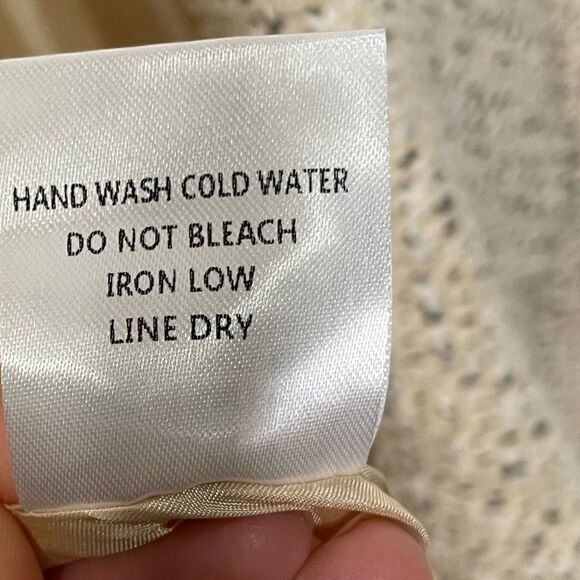 HAND WASH COLD WATER
DO NOT BLEACH
IRON LOW
LINE DRY